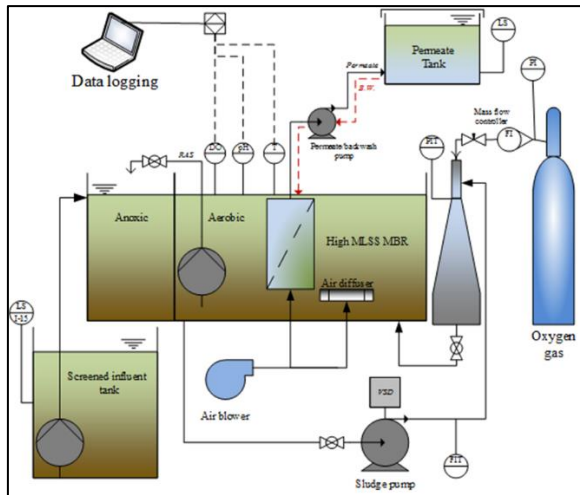 Data logging
LS
Permeate
Tank
Permeate
B.W.
PI
Mass flow
controller
FI
PIT
Permeate/backwash
pump
DO
pH
T
RAS
Anoxic
Aerobic
High MLSS MBR
Air diffuser
Oxygen
gas
LS
Screened influent
tank
Air blower
VSD
Sludge pump